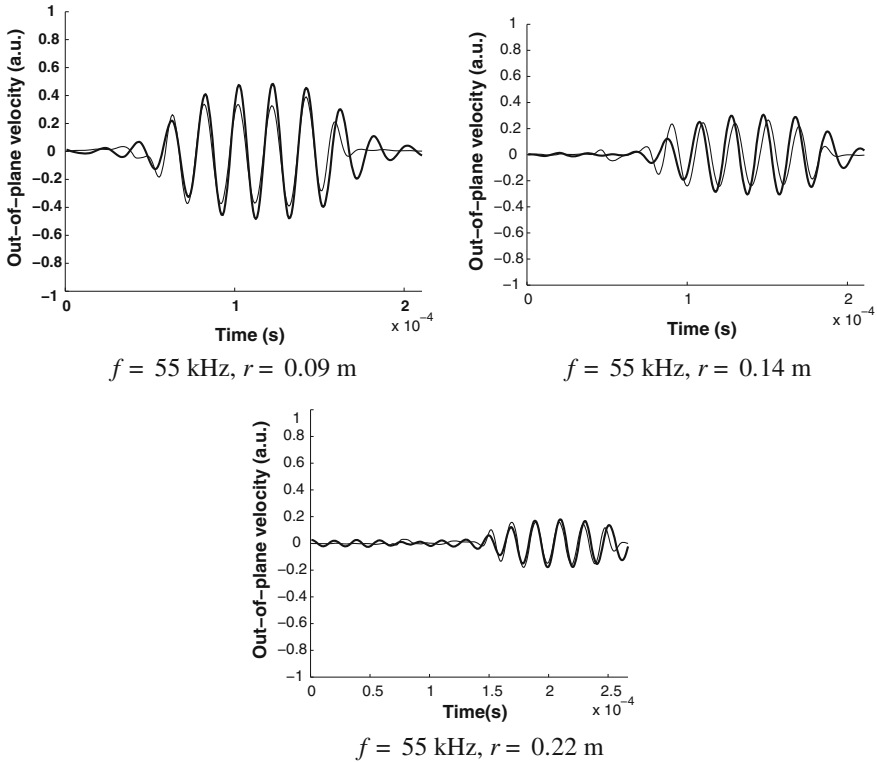 1
0.8
0.6
0.4
0.2
0
−0.2
−0.4
−0.6
−0.8
−1
Out−of−plane velocity (a.u.)
0 1 2
x 10⁻⁴
Time (s)
f = 55 kHz, r = 0.09 m
1
0.8
0.6
0.4
0.2
0
−0.2
−0.4
−0.6
−0.8
−1
Out−of−plane velocity (a.u.)
0 1 2
x 10⁻⁴
Time (s)
f = 55 kHz, r = 0.14 m
1
0.8
0.6
0.4
0.2
0
−0.2
−0.4
−0.6
−0.8
−1
Out−of−plane velocity (a.u.)
0 0.5 1 1.5 2 2.5
x 10⁻⁴
Time(s)
f = 55 kHz, r = 0.22 m